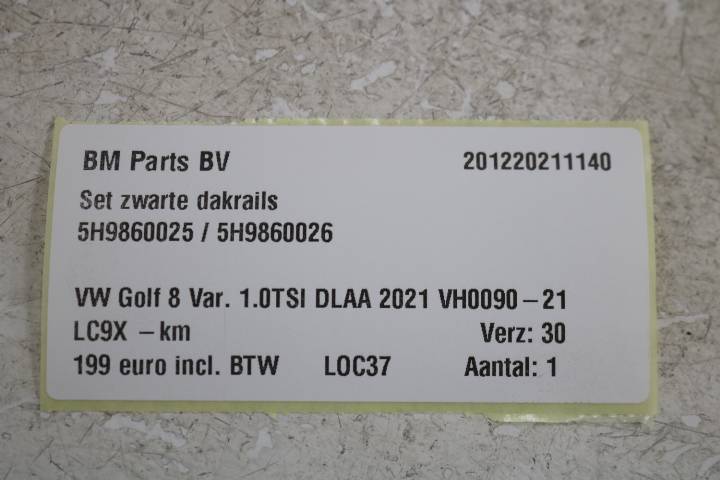 BM Parts BV 201220211140
Set zwarte dakrails
5H9860025 / 5H9860026
VW Golf 8 Var. 1.0TSI DLAA 2021 VH0090 – 21
LC9X – km Verz: 30
199 euro incl. BTW LOC37 Aantal: 1